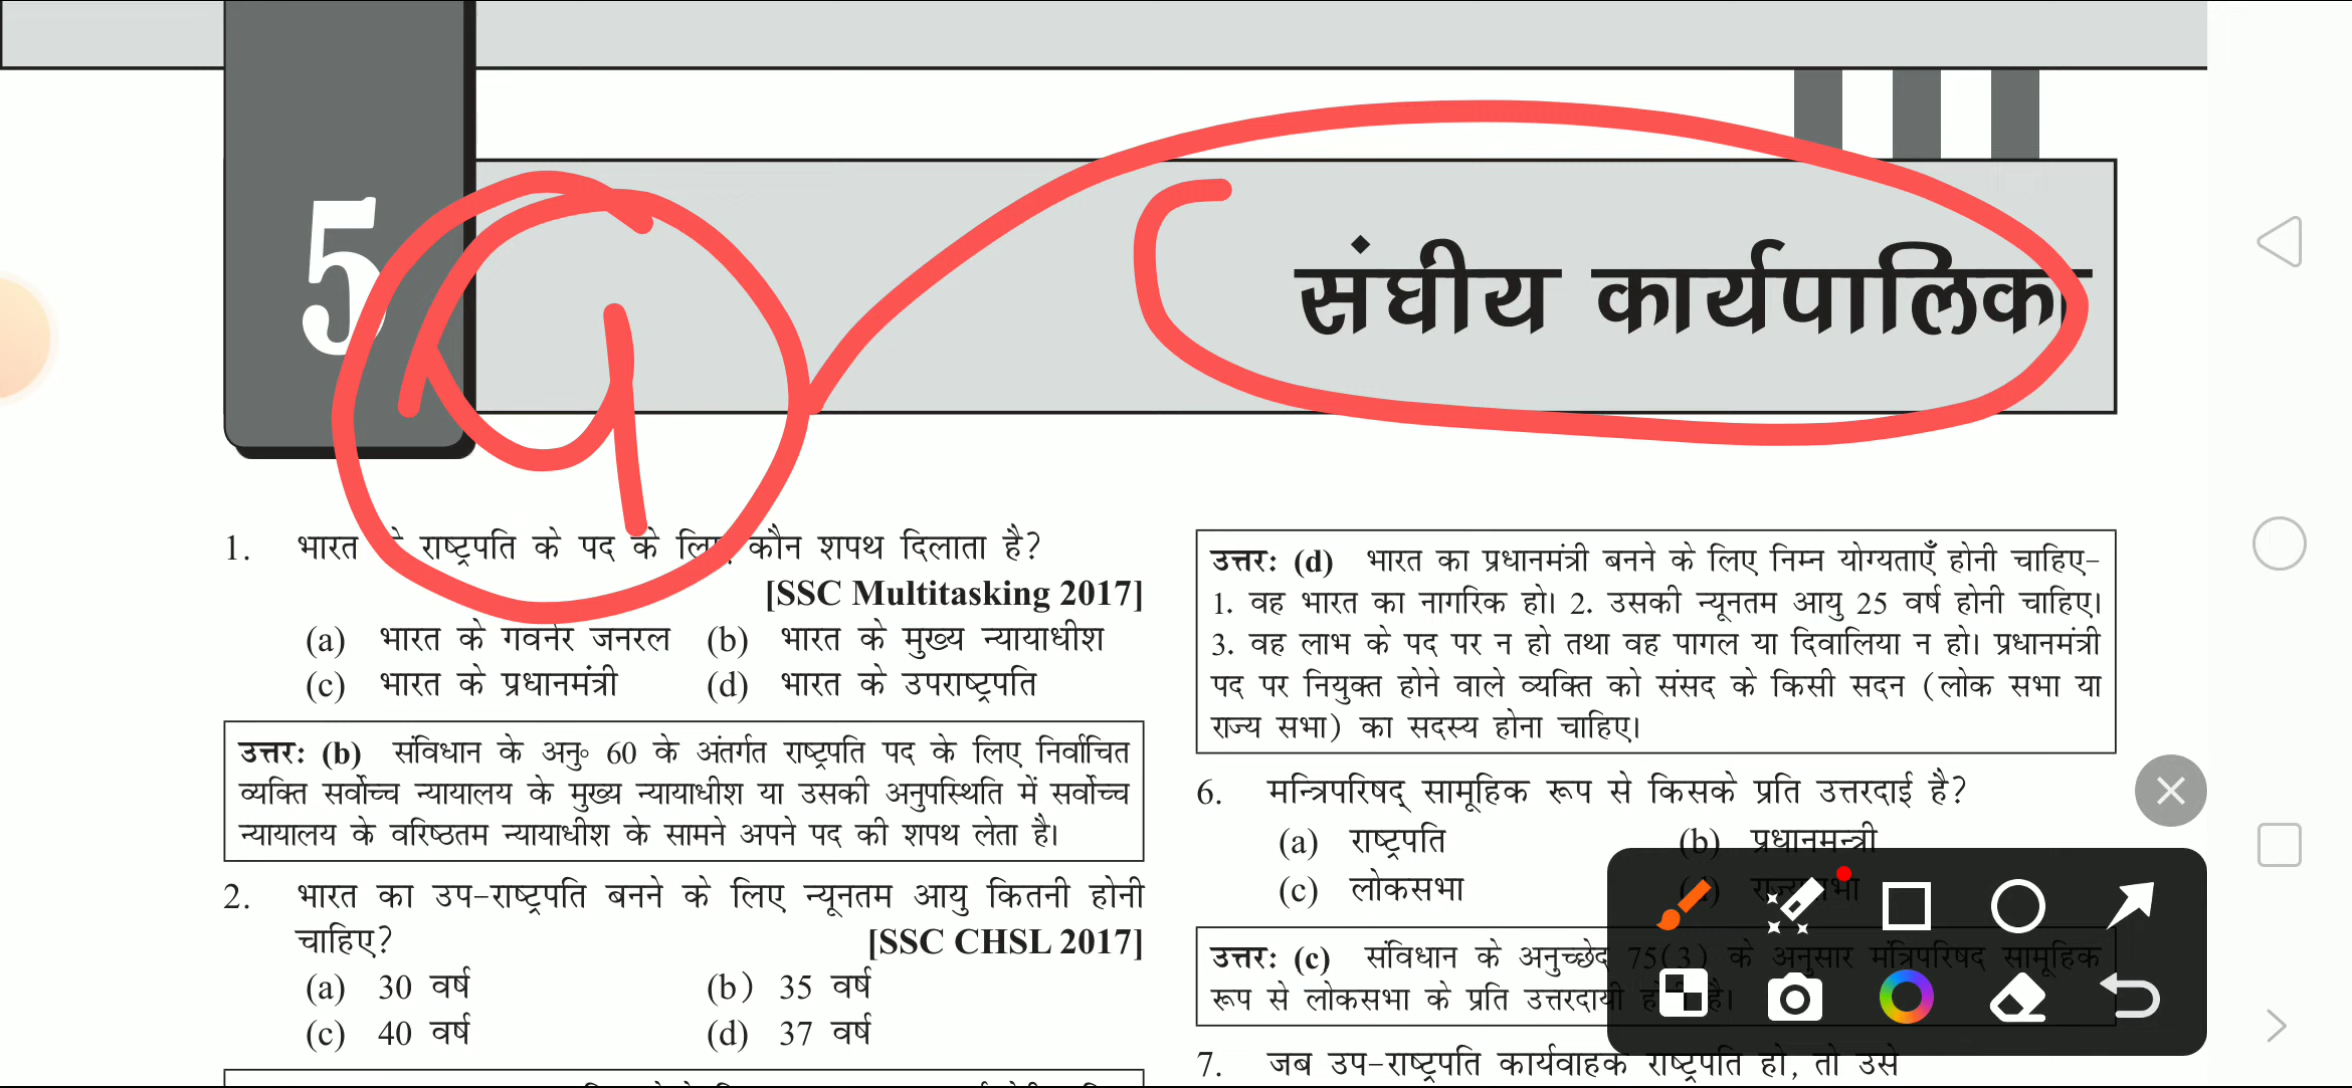 5
संघीय कार्यपालिका
9
1. भारत के राष्ट्रपति के पद के लिए कौन शपथ दिलाता है?
[SSC Multitasking 2017]
(a) भारत के गवर्नर जनरल (b) भारत के मुख्य न्यायाधीश
(c) भारत के प्रधानमंत्री (d) भारत के उपराष्ट्रपति
उत्तर: (b) संविधान के अनु॰ 60 के अंतर्गत राष्ट्रपति पद के लिए निर्वाचित
व्यक्ति सर्वोच्च न्यायालय के मुख्य न्यायाधीश या उसकी अनुपस्थिति में सर्वोच्च
न्यायालय के वरिष्ठतम न्यायाधीश के सामने अपने पद की शपथ लेता है।
2. भारत का उप-राष्ट्रपति बनने के लिए न्यूनतम आयु कितनी होनी
चाहिए? [SSC CHSL 2017]
(a) 30 वर्ष (b) 35 वर्ष
(c) 40 वर्ष (d) 37 वर्ष
उत्तर: (d) भारत का प्रधानमंत्री बनने के लिए निम्न योग्यताएँ होनी चाहिए-
1. वह भारत का नागरिक हो। 2. उसकी न्यूनतम आयु 25 वर्ष होनी चाहिए।
3. वह लाभ के पद पर न हो तथा वह पागल या दिवालिया न हो। प्रधानमंत्री
पद पर नियुक्त होने वाले व्यक्ति को संसद के किसी सदन (लोक सभा या
राज्य सभा) का सदस्य होना चाहिए।
6. मन्त्रिपरिषद् सामूहिक रूप से किसके प्रति उत्तरदाई है?
(a) राष्ट्रपति (b) प्रधानमन्त्री
(c) लोकसभा (d) राज्यसभा
उत्तर: (c) संविधान के अनुच्छेद 75(3) के अनुसार मंत्रिपरिषद सामूहिक
रूप से लोकसभा के प्रति उत्तरदायी होती है।
7. जब उप-राष्ट्रपति कार्यवाहक राष्ट्रपति हो, तो उसे